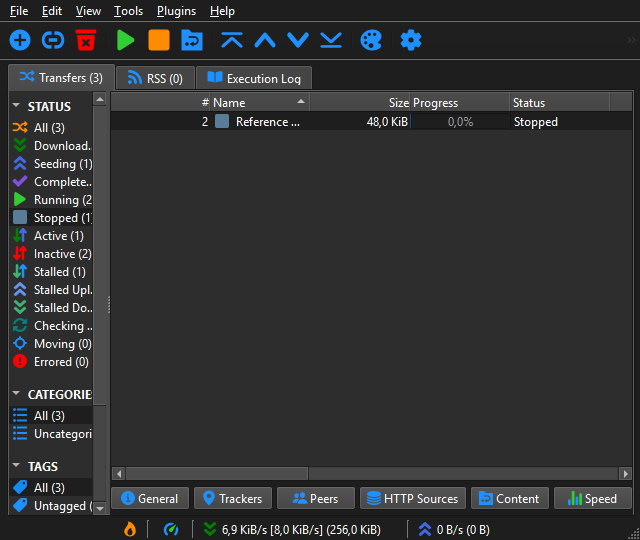 File Edit View Tools Plugins Help
Transfers (3) RSS (0) Execution Log
STATUS
All (3)
Download...
Seeding (1)
Complete...
Running (2
Stopped (1)
Active (1)
Inactive (2)
Stalled (1)
Stalled Upl...
Stalled Do...
Checking ...
Moving (0)
Errored (0)
CATEGORIES
All (3)
Uncategori
TAGS
All (3)
Untagged (
# Name Size Progress Status
2 Reference ... 48,0 KiB 0,0% Stopped
General Trackers Peers HTTP Sources Content Speed
6,9 KiB/s [8,0 KiB/s] (256,0 KiB) 0 B/s (0 B)